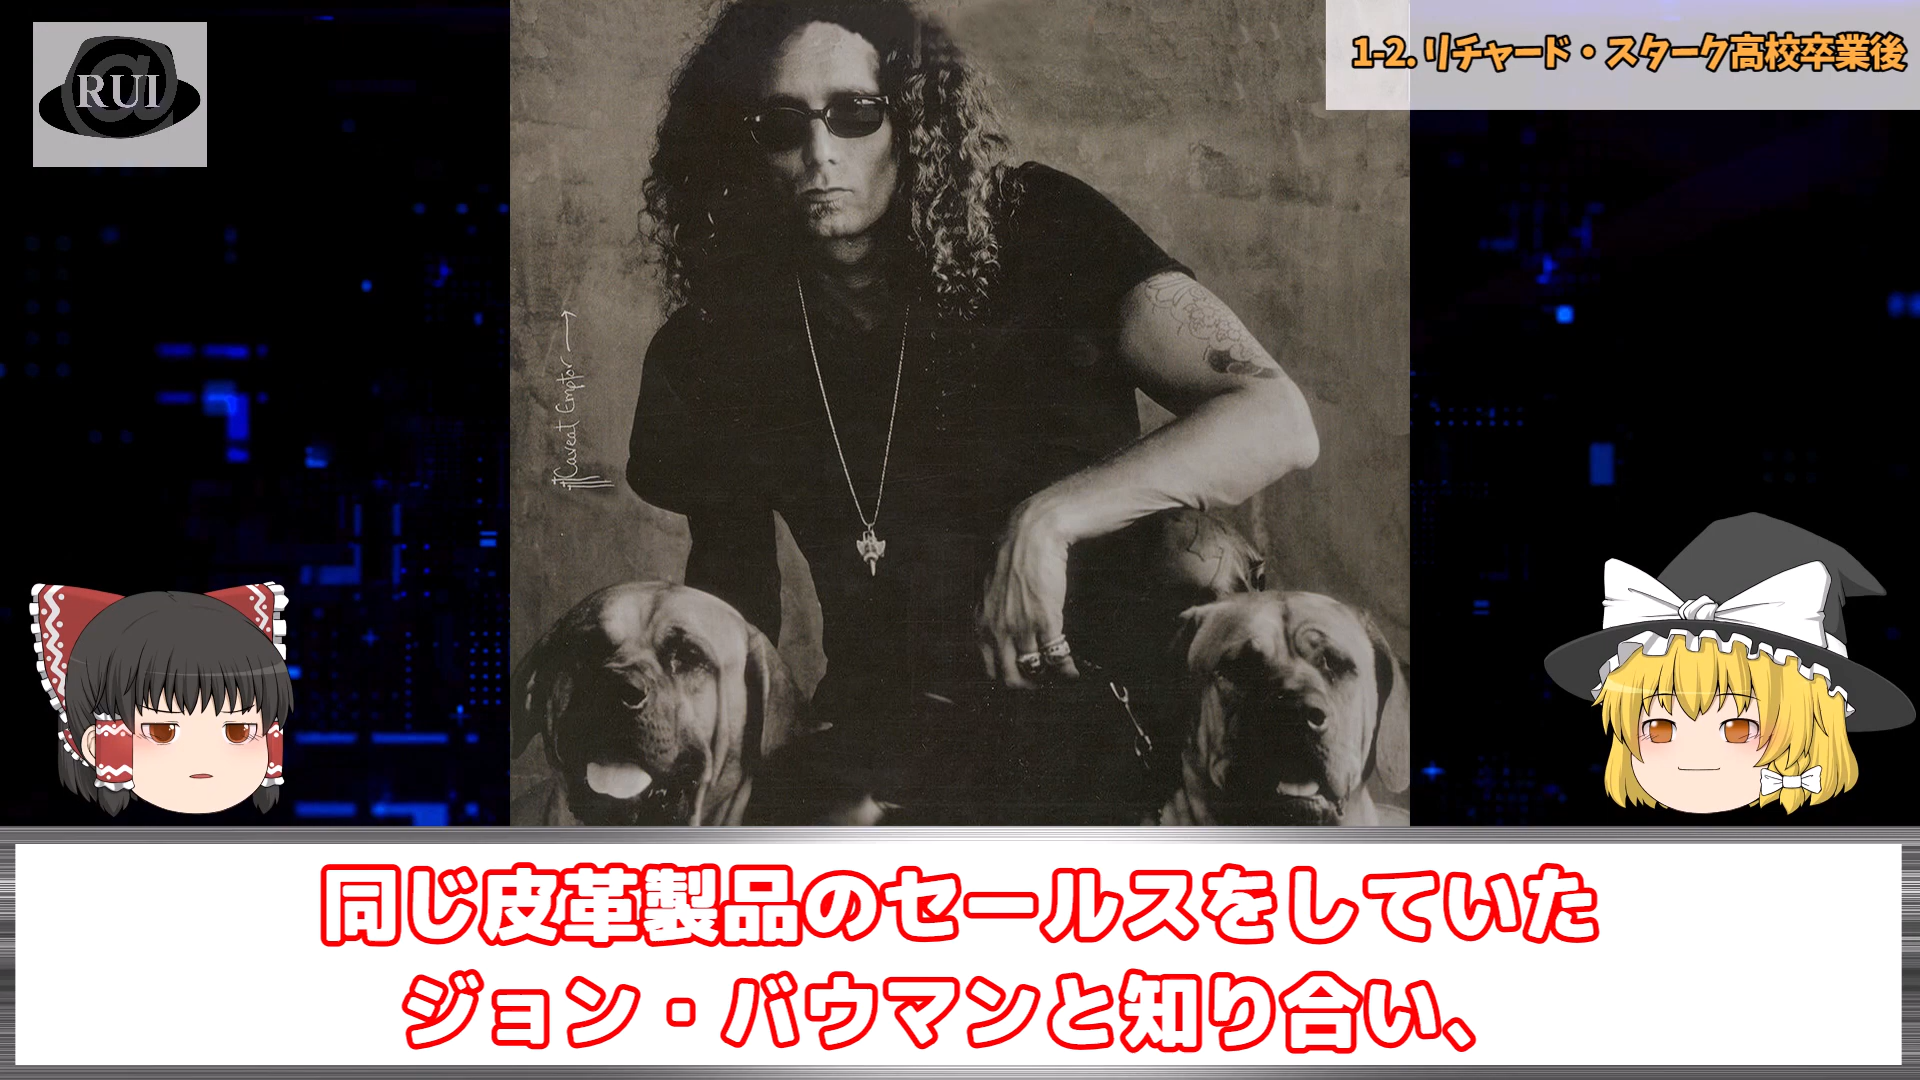 @
RUI
1-2.リチャード・スターク高校卒業後
Caveat Emptor →
同じ皮革製品のセールスをしていた
ジョン・バウマンと知り合い、